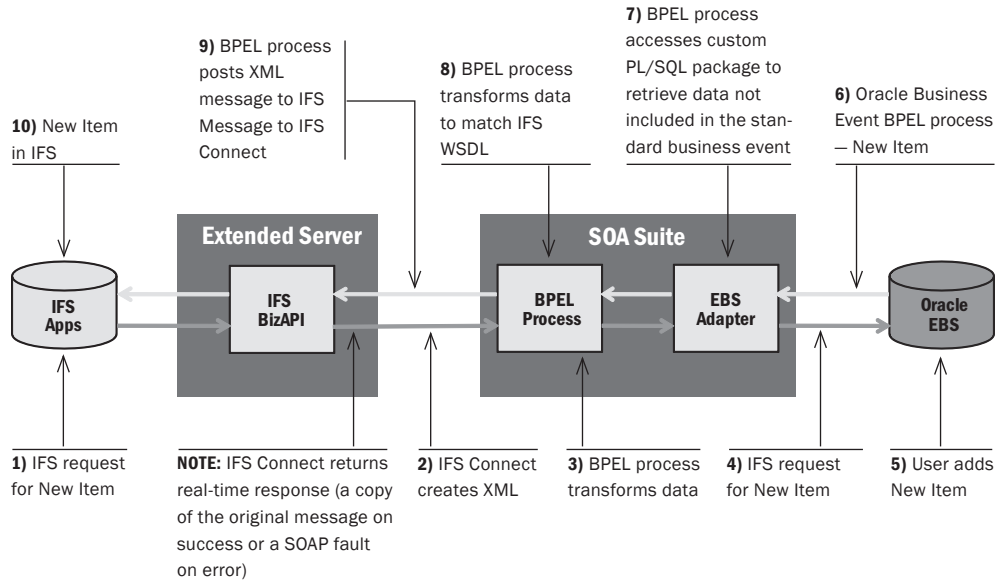 7) BPEL process
accesses custom
PL/SQL package to
retrieve data not
included in the stan-
dard business event
9) BPEL process
posts XML
message to IFS
Message to IFS
Connect
8) BPEL process
transforms data
to match IFS
WSDL
6) Oracle Business
Event BPEL process
— New Item
10) New Item
in IFS
Extended Server
SOA Suite
IFS
Apps
IFS
BizAPI
BPEL
Process
EBS
Adapter
Oracle
EBS
1) IFS request
for New Item
NOTE: IFS Connect returns
real-time response (a copy
of the original message on
success or a SOAP fault
on error)
2) IFS Connect
creates XML
3) BPEL process
transforms data
4) IFS request
for New Item
5) User adds
New Item